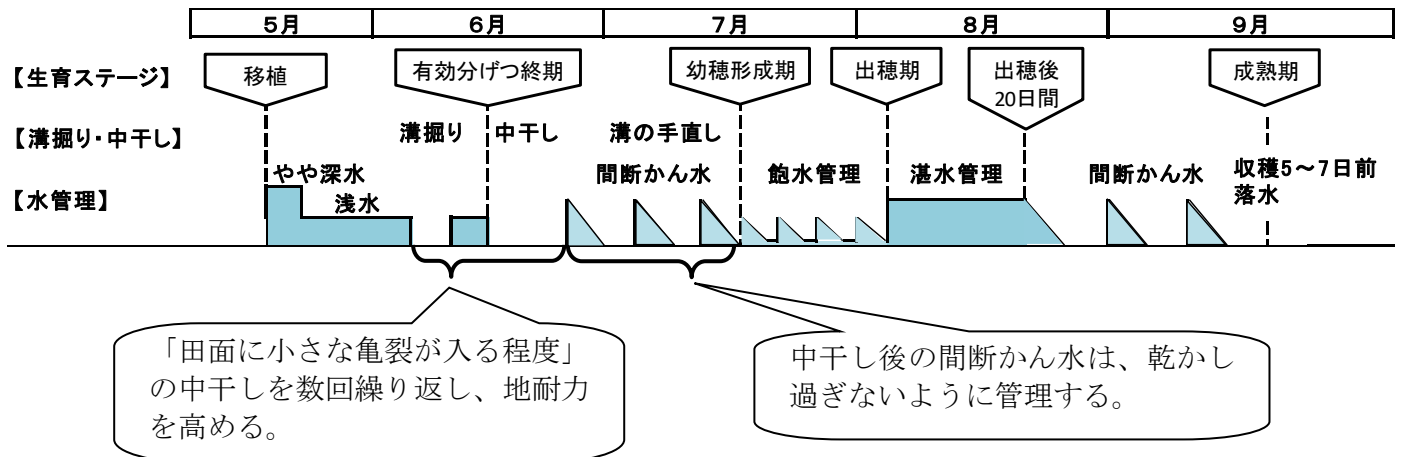 5月 6月 7月 8月 9月
【生育ステージ】 移植 有効分げつ終期 幼穂形成期 出穂期 出穂後 成熟期
20日間
【溝掘り・中干し】 溝掘り 中干し 溝の手直し
【水管理】 やや深水 浅水 間断かん水 飽水管理 湛水管理 間断かん水 収穫5～7日前
落水
「田面に小さな亀裂が入る程度」
の中干しを数回繰り返し、地耐力
を高める。
中干し後の間断かん水は、乾かし
過ぎないように管理する。